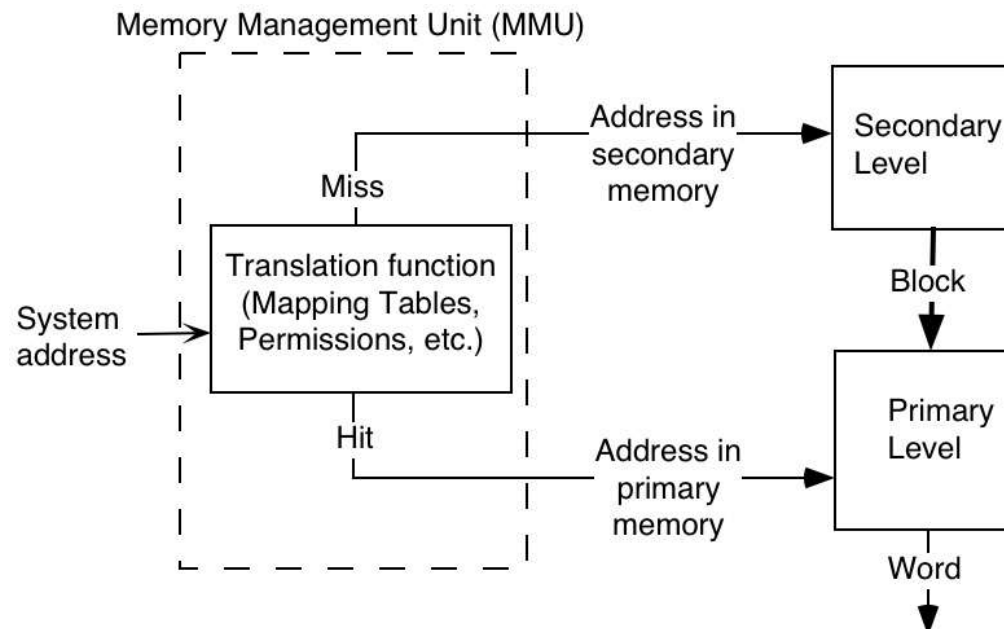 Memory Management Unit (MMU)
Address in
secondary
memory
Secondary
Level
Miss
Translation function
(Mapping Tables,
Permissions, etc.)
Block
System
address
Primary
Level
Hit
Address in
primary
memory
Word